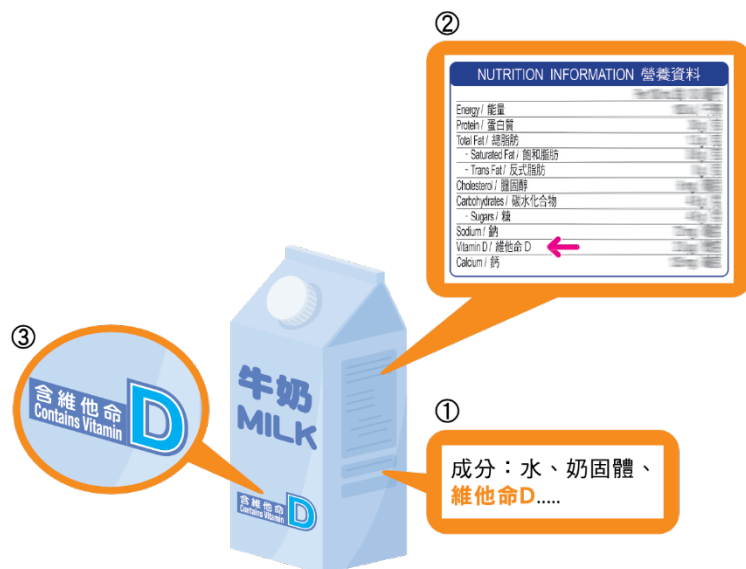 ②
NUTRITION INFORMATION 營養資料
Energy / 能量
Protein / 蛋白質
Total Fat / 總脂肪
- Saturated Fat / 飽和脂肪
- Trans Fat / 反式脂肪
Cholesterol / 膽固醇
Carbohydrates / 碳水化合物
- Sugars / 糖
Sodium / 鈉
Vitamin D / 維他命 D
Calcium / 鈣
③
含維他命
Contains Vitamin
D
牛奶
MILK
含維他命
Contains Vitamin
D
①
成分：水、奶固體、
維他命D.....